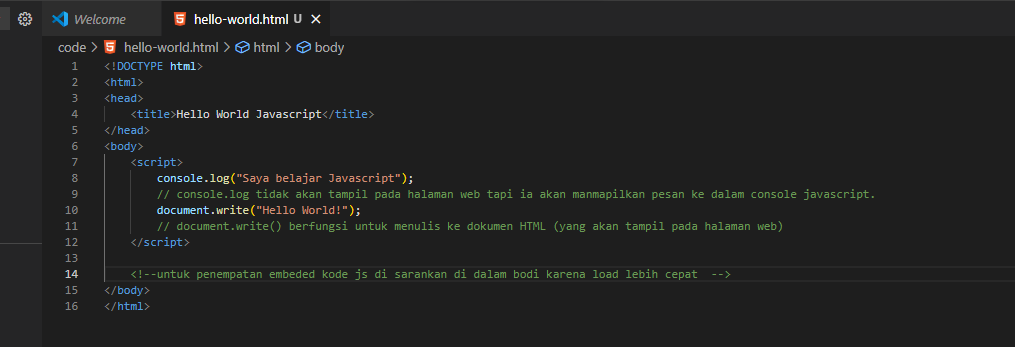 Welcome hello-world.html U
code > hello-world.html > html > body
1 <!DOCTYPE html>
2 <html>
3 <head>
4 <title>Hello World Javascript</title>
5 </head>
6 <body>
7 <script>
8 console.log("Saya belajar Javascript");
9 // console.log tidak akan tampil pada halaman web tapi ia akan manmapilkan pesan ke dalam console javascript.
10 document.write("Hello World!");
11 // document.write() berfungsi untuk menulis ke dokumen HTML (yang akan tampil pada halaman web)
12 </script>
13
14 <!--untuk penempatan embeded kode js di sarankan di dalam bodi karena load lebih cepat  -->
15 </body>
16 </html>